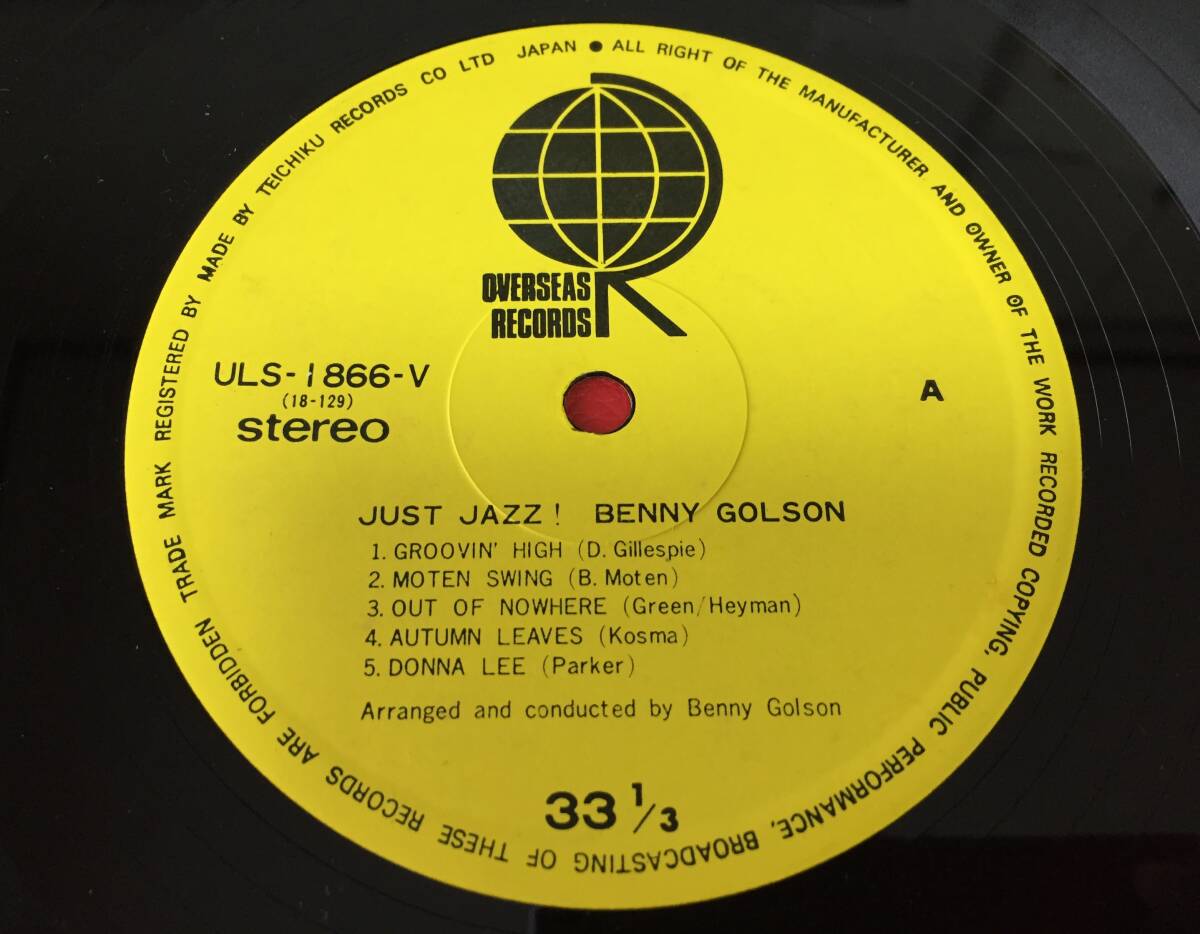 MADE BY TEICHIKU RECORDS CO LTD JAPAN ● ALL RIGHT OF THE MANUFACTURER AND OWNER OF THE WORK RECORDED COPYING, PUBLIC PERFORMANCE, BROADCASTING OF THESE RECORDS ARE FORBIDDEN TRADE MARK REGISTERED BY
R
OVERSEAS
RECORDS
ULS-1866-V
(18-129)
stereo
A
JUST JAZZ! BENNY GOLSON
1. GROOVIN' HIGH (D. Gillespie)
2. MOTEN SWING (B. Moten)
3. OUT OF NOWHERE (Green/Heyman)
4. AUTUMN LEAVES (Kosma)
5. DONNA LEE (Parker)
Arranged and conducted by Benny Golson
33 1/3